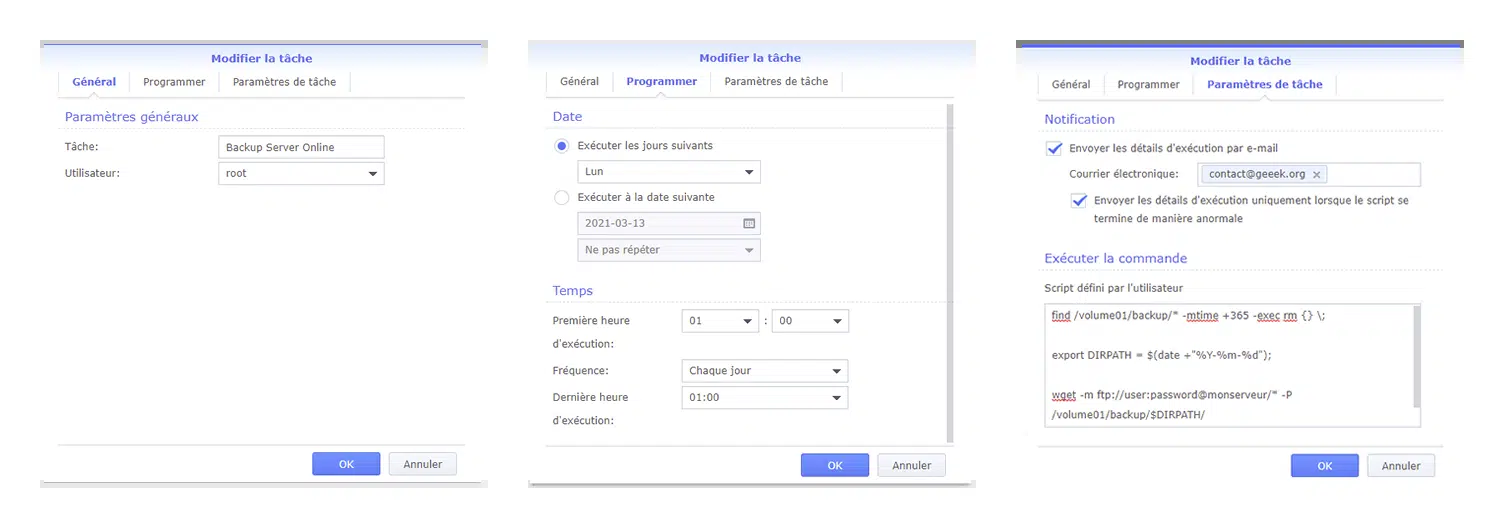 Modifier la tâche
Général
Programmer
Paramètres de tâche
Paramètres généraux
Tâche:
Backup Server Online
Utilisateur:
root
OK
Annuler
Modifier la tâche
Général
Programmer
Paramètres de tâche
Date
Exécuter les jours suivants
Lun
Exécuter à la date suivante
2021-03-13
Ne pas répéter
Temps
Première heure
d'exécution:
01
:
00
Fréquence:
Chaque jour
Dernière heure
d'exécution:
01:00
OK
Annuler
Modifier la tâche
Général
Programmer
Paramètres de tâche
Notification
Envoyer les détails d'exécution par e-mail
Courrier électronique:
contact@geeek.org ×
Envoyer les détails d'exécution uniquement lorsque le script se
termine de manière anormale
Exécuter la commande
Script défini par l'utilisateur
find /volume01/backup/* -mtime +365 -exec rm {} \;
export DIRPATH = $(date +"%Y-%m-%d");
wget -m ftp://user:password@monserveur/* -P
/volume01/backup/$DIRPATH/
OK
Annuler